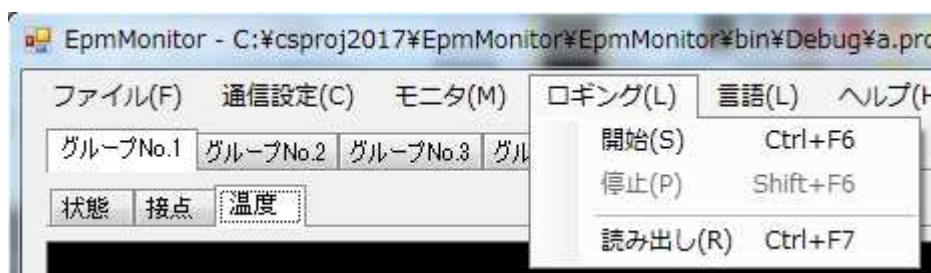 EpmMonitor - C:¥csproj2017¥EpmMonitor¥EpmMonitor¥bin¥Debug¥a.pro
ファイル(F) 通信設定(C) モニタ(M) ロギング(L) 言語(L) ヘルプ(H
グループNo.1 グループNo.2 グループNo.3 グル
開始(S) Ctrl+F6
停止(P) Shift+F6
状態 接点 温度
読み出し(R) Ctrl+F7